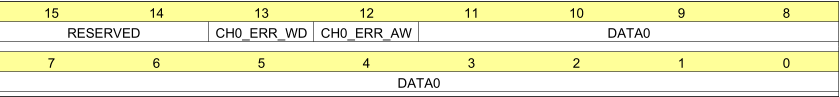 15 14 13 12 11 10 9 8
RESERVED CH0_ERR_WD CH0_ERR_AW DATA0
7 6 5 4 3 2 1 0
DATA0